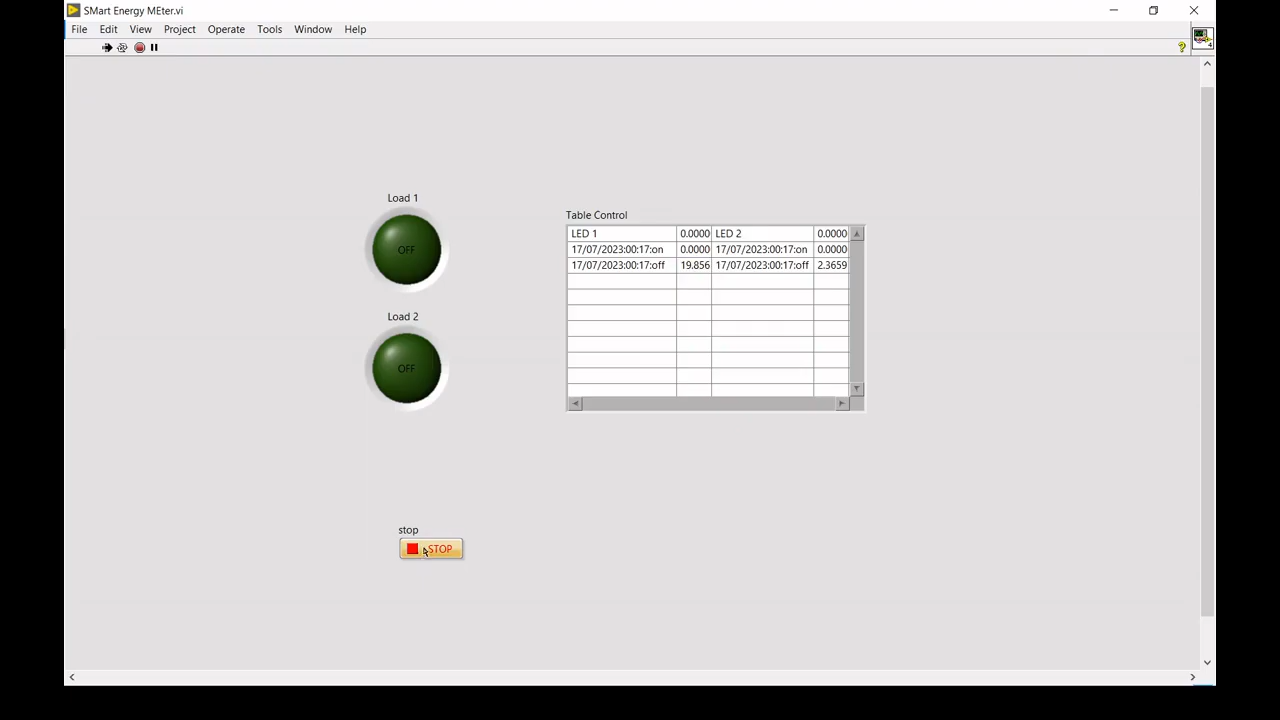 SMart Energy MEter.vi
File Edit View Project Operate Tools Window Help
?
4
Load 1
OFF
Load 2
OFF
Table Control
LED 1 0.0000 LED 2 0.0000
17/07/2023:00:17:on 0.0000 17/07/2023:00:17:on 0.0000
17/07/2023:00:17:off 19.856 17/07/2023:00:17:off 2.3659
stop
STOP